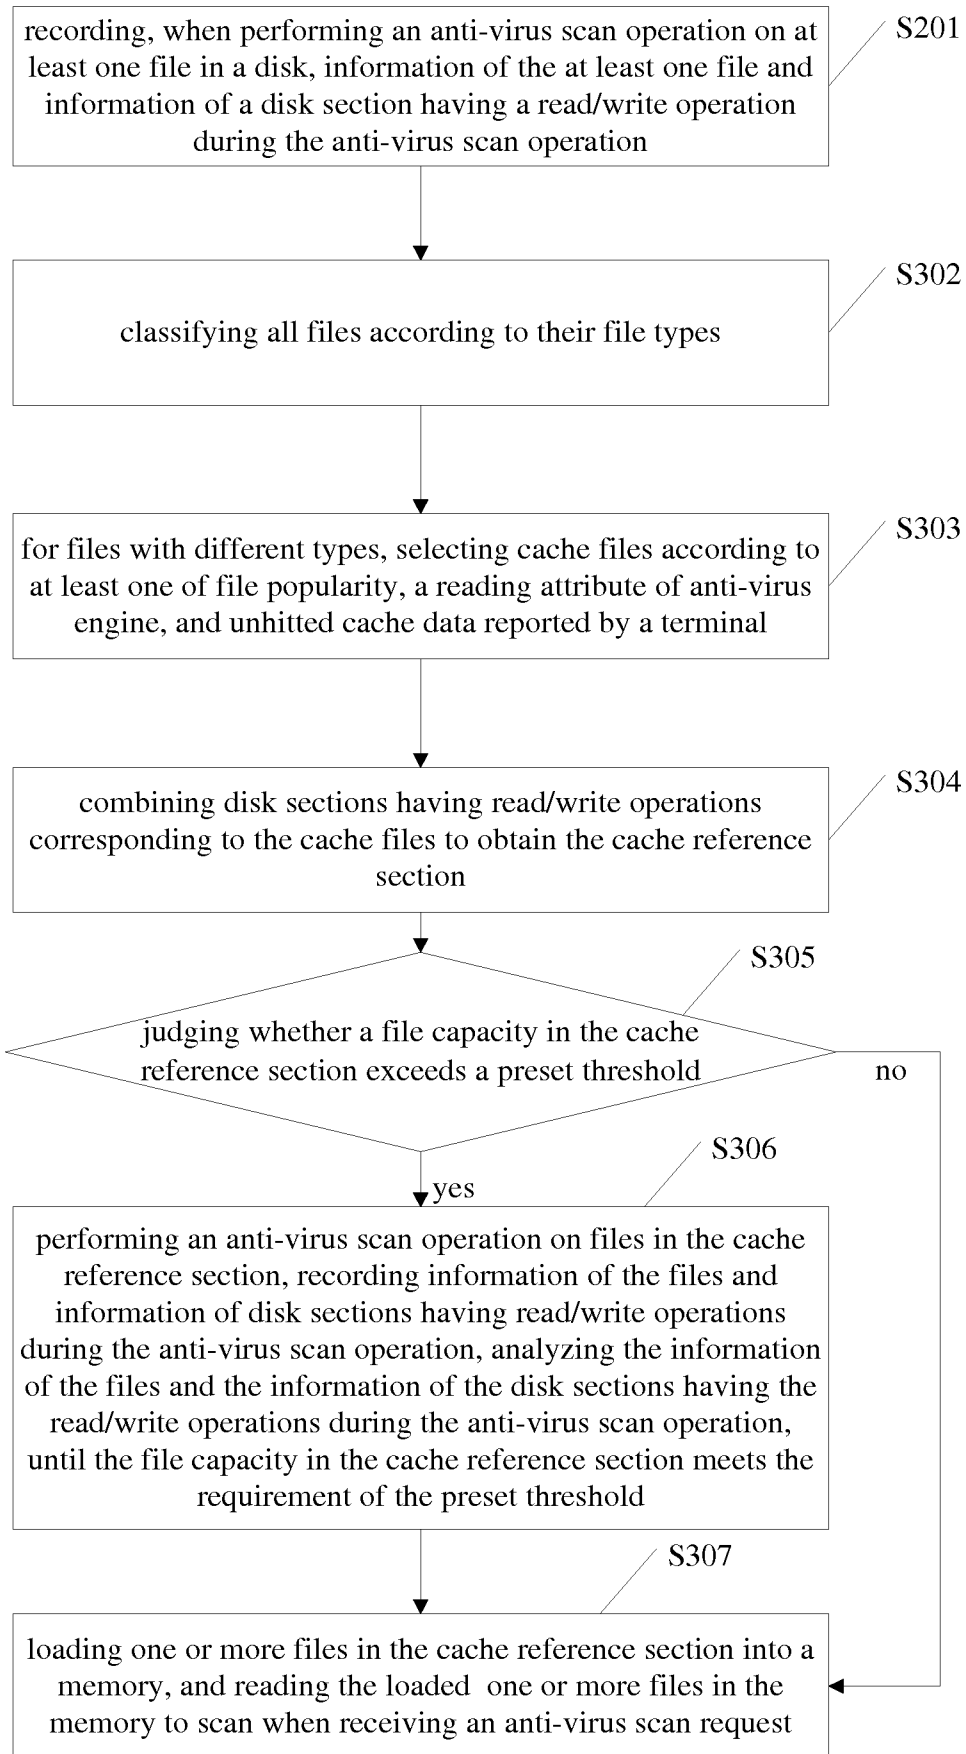 recording, when performing an anti-virus scan operation on at
least one file in a disk, information of the at least one file and
information of a disk section having a read/write operation
during the anti-virus scan operation
S201
classifying all files according to their file types
S302
for files with different types, selecting cache files according to
at least one of file popularity, a reading attribute of anti-virus
engine, and unhitted cache data reported by a terminal
S303
combining disk sections having read/write operations
corresponding to the cache files to obtain the cache reference
section
S304
judging whether a file capacity in the cache
reference section exceeds a preset threshold
S305
no
yes
S306
performing an anti-virus scan operation on files in the cache
reference section, recording information of the files and
information of disk sections having read/write operations
during the anti-virus scan operation, analyzing the information
of the files and the information of the disk sections having the
read/write operations during the anti-virus scan operation,
until the file capacity in the cache reference section meets the
requirement of the preset threshold
S307
loading one or more files in the cache reference section into a
memory, and reading the loaded one or more files in the
memory to scan when receiving an anti-virus scan request